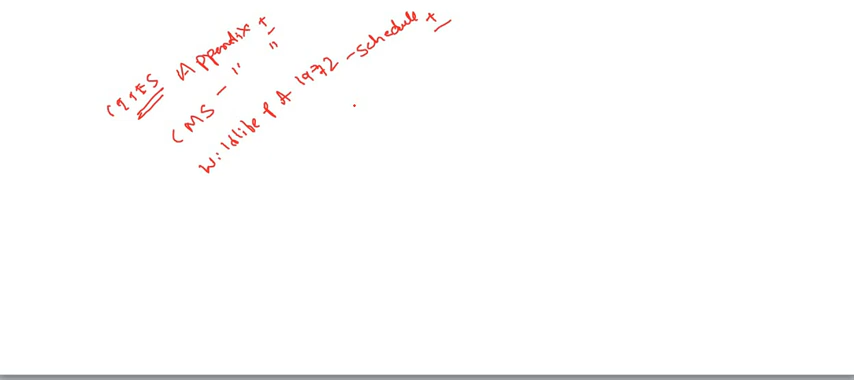 CITES Appendix I
CMS - " "
Wildlife P A 1972 - Schedule I